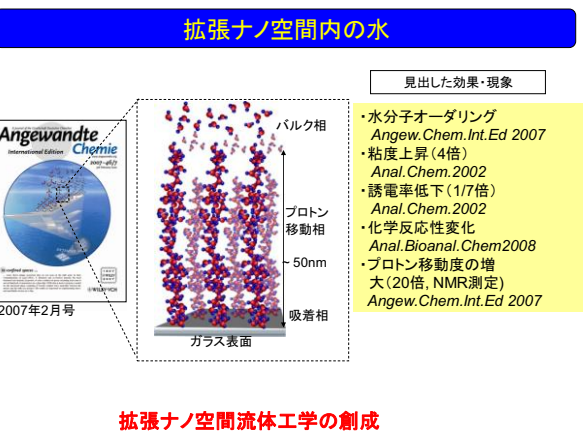 拡張ナノ空間内の水
見出した効果・現象
Angewandte
Chemie
International Edition
2007–46/7
バルク相
プロトン
移動相
~ 50nm
吸着相
ガラス表面
2007年2月号
・水分子オーダリング
Angew.Chem.Int.Ed 2007
・粘度上昇(4倍)
Anal.Chem.2002
・誘電率低下(1/7倍)
Anal.Chem.2002
・化学反応性変化
Anal.Bioanal.Chem2008
・プロトン移動度の増
大(20倍, NMR測定)
Angew.Chem.Int.Ed 2007
拡張ナノ空間流体工学の創成